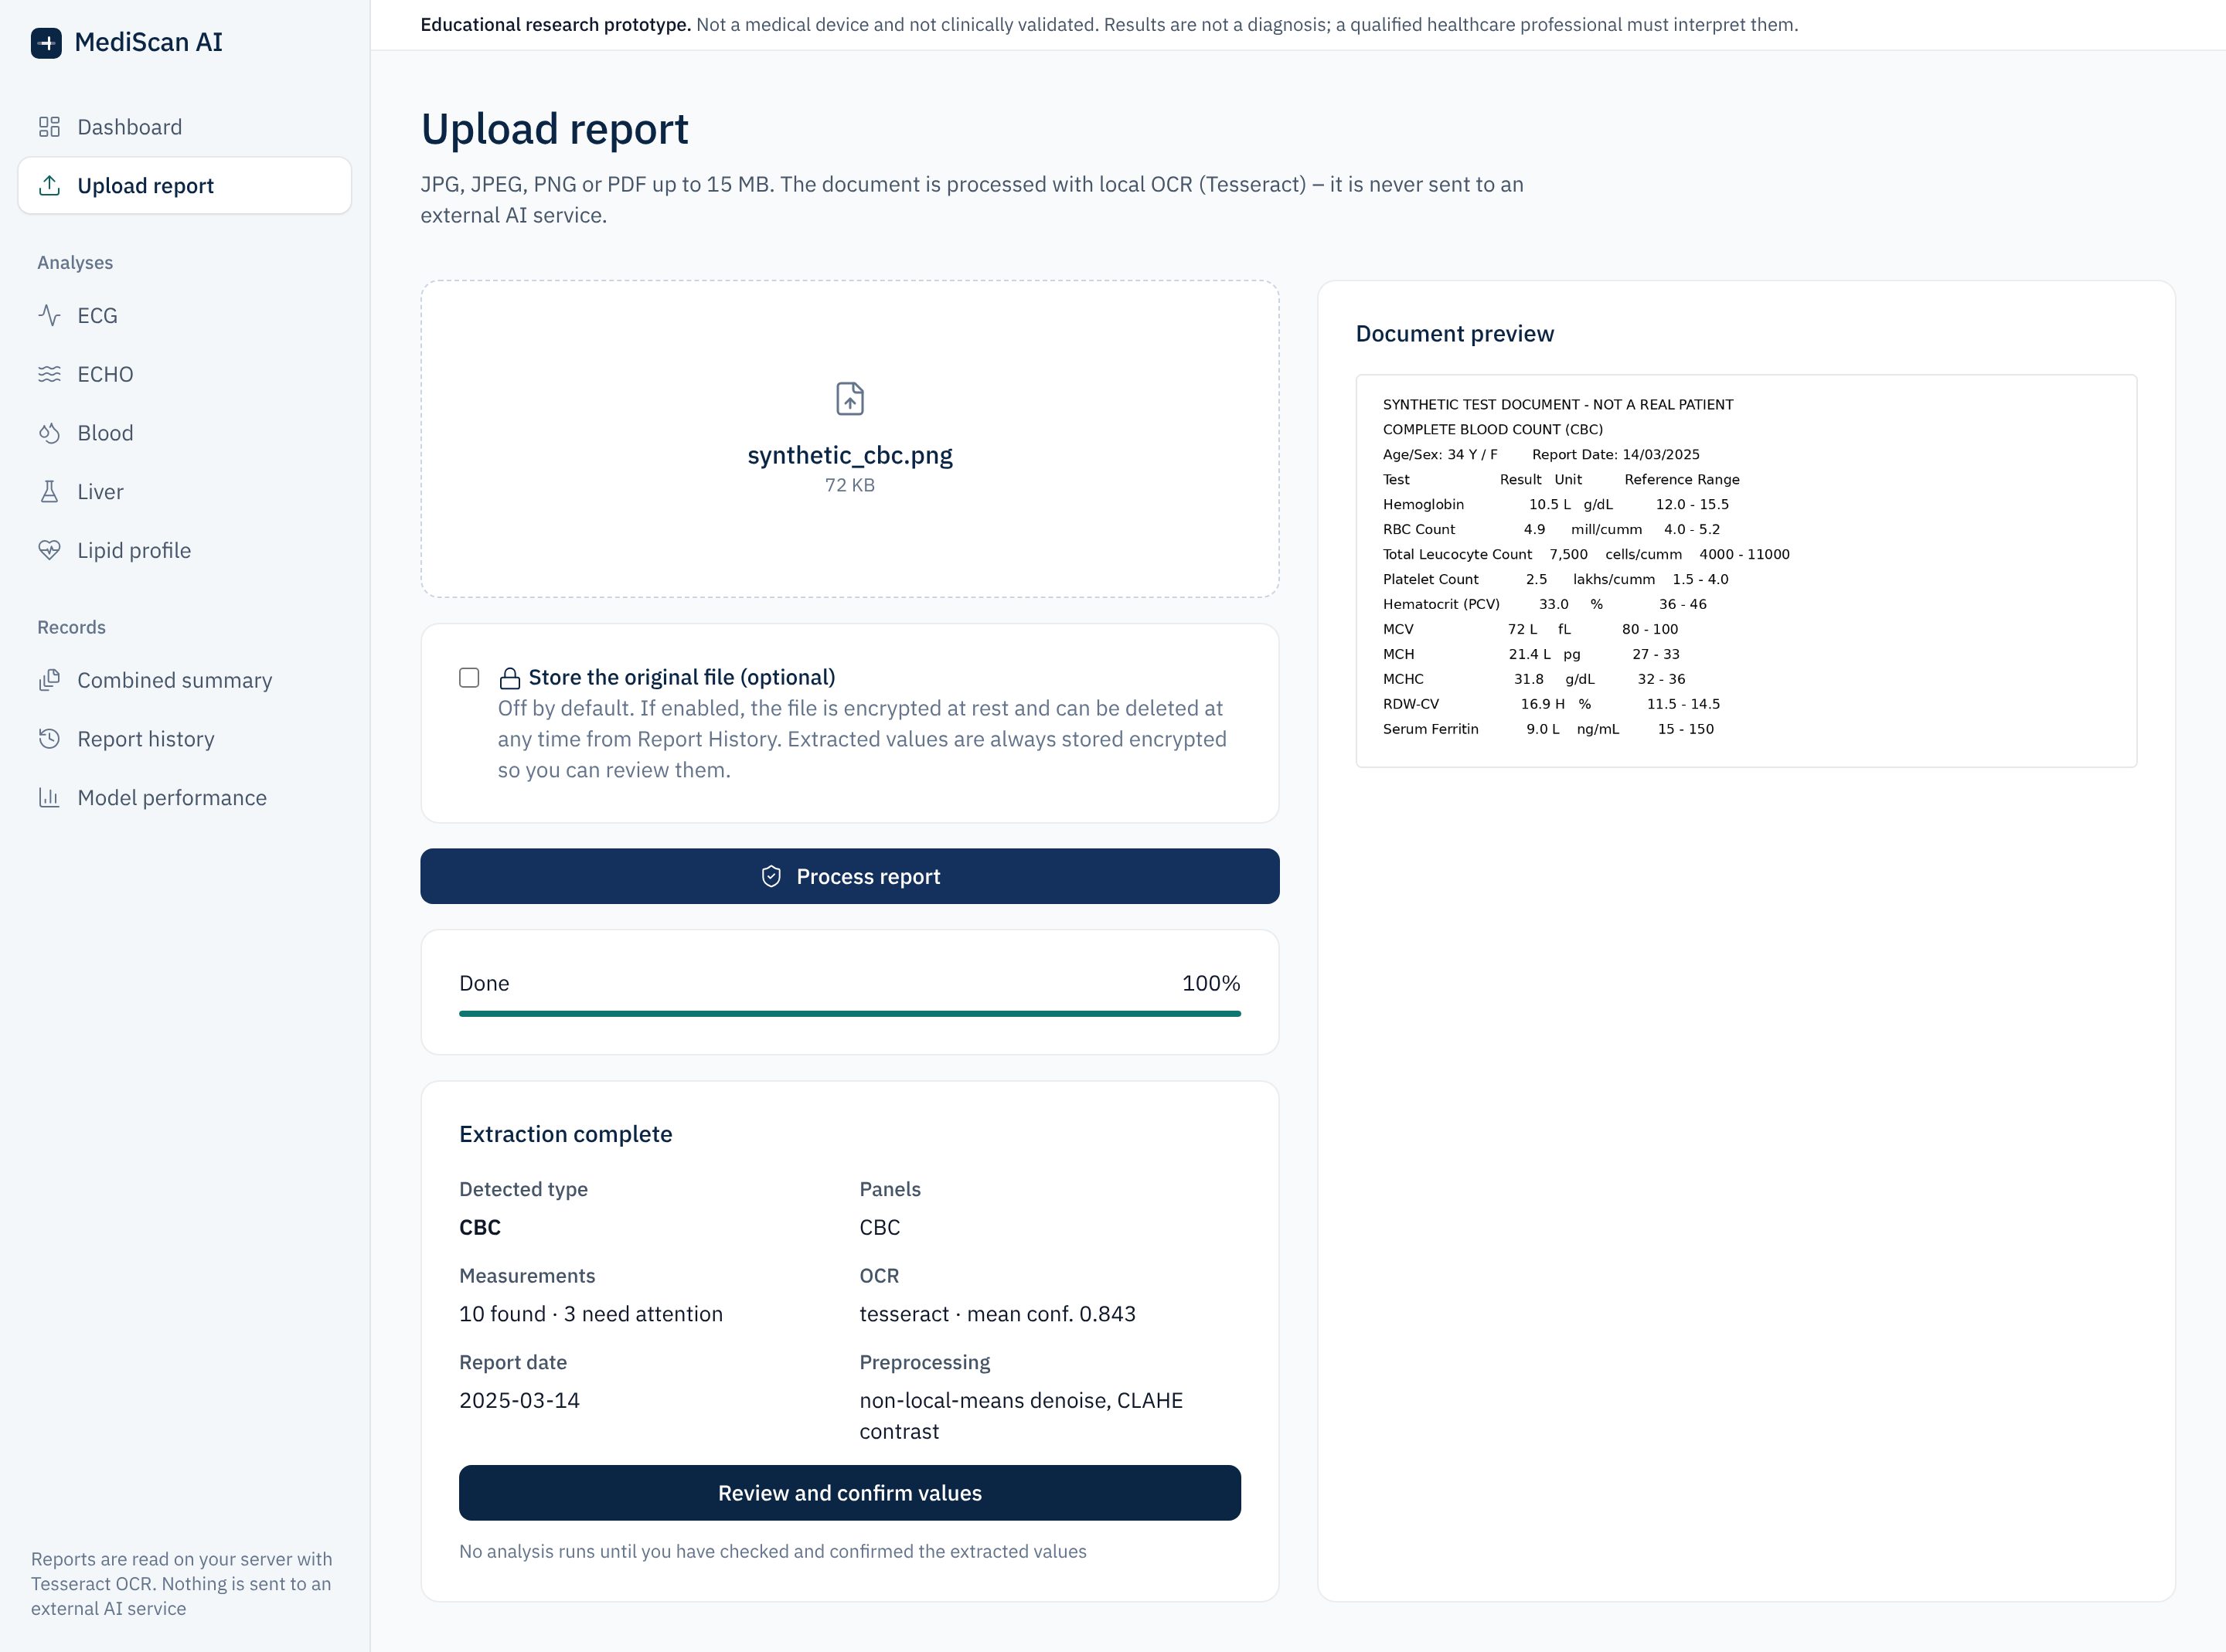 MediScan AI
Dashboard
Upload report
Analyses
ECG
ECHO
Blood
Liver
Lipid profile
Records
Combined summary
Report history
Model performance
Reports are read on your server with
Tesseract OCR. Nothing is sent to an
external AI service
Educational research prototype. Not a medical device and not clinically validated. Results are not a diagnosis; a qualified healthcare professional must interpret them.
Upload report
JPG, JPEG, PNG or PDF up to 15 MB. The document is processed with local OCR (Tesseract) – it is never sent to an
external AI service.
synthetic_cbc.png
72 KB
Store the original file (optional)
Off by default. If enabled, the file is encrypted at rest and can be deleted at
any time from Report History. Extracted values are always stored encrypted
so you can review them.
Process report
Done 100%
Extraction complete
Detected type Panels
CBC CBC
Measurements OCR
10 found · 3 need attention tesseract · mean conf. 0.843
Report date Preprocessing
2025-03-14 non-local-means denoise, CLAHE
contrast
Review and confirm values
No analysis runs until you have checked and confirmed the extracted values
Document preview
SYNTHETIC TEST DOCUMENT - NOT A REAL PATIENT
COMPLETE BLOOD COUNT (CBC)
Age/Sex: 34 Y / F Report Date: 14/03/2025
Test Result Unit Reference Range
Hemoglobin 10.5 L g/dL 12.0 - 15.5
RBC Count 4.9 mill/cumm 4.0 - 5.2
Total Leucocyte Count 7,500 cells/cumm 4000 - 11000
Platelet Count 2.5 lakhs/cumm 1.5 - 4.0
Hematocrit (PCV) 33.0 % 36 - 46
MCV 72 L fL 80 - 100
MCH 21.4 L pg 27 - 33
MCHC 31.8 g/dL 32 - 36
RDW-CV 16.9 H % 11.5 - 14.5
Serum Ferritin 9.0 L ng/mL 15 - 150